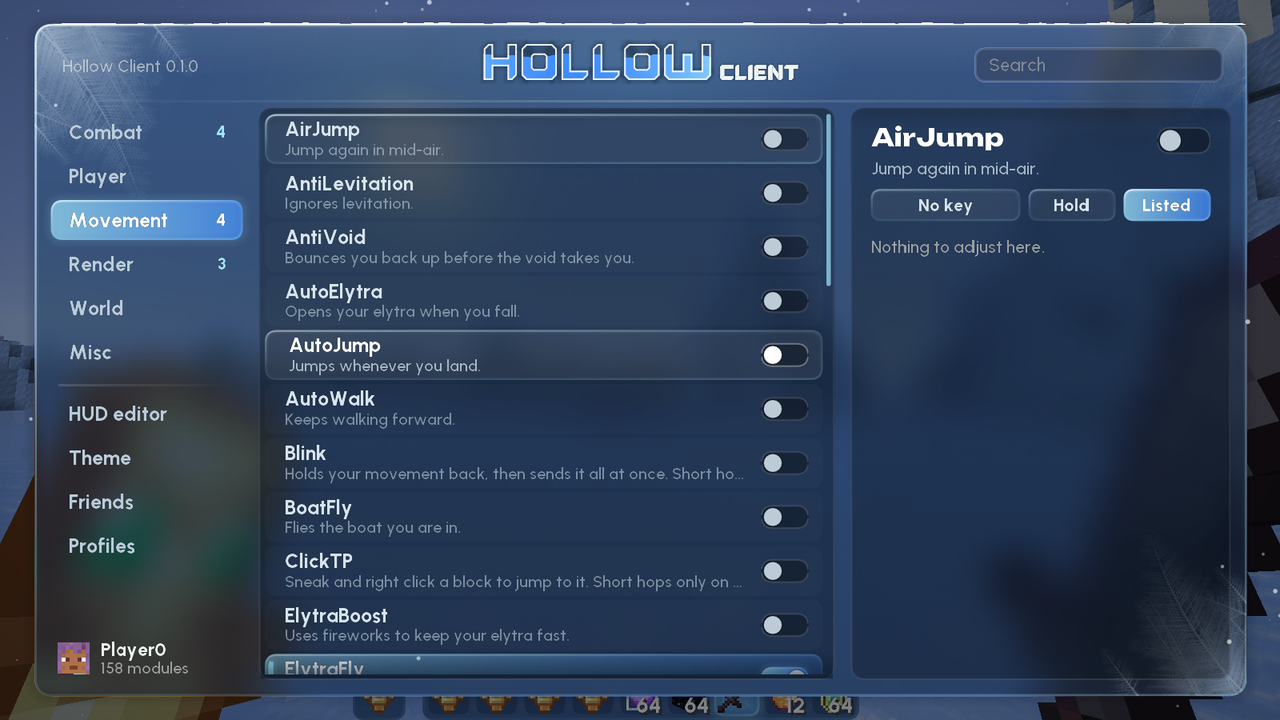 Hollow Client 0.1.0
HOLLOW CLIENT
Search
Combat 4
Player
Movement 4
Render 3
World
Misc
HUD editor
Theme
Friends
Profiles
Player0
158 modules
AirJump
Jump again in mid-air.
AntiLevitation
Ignores levitation.
AntiVoid
Bounces you back up before the void takes you.
AutoElytra
Opens your elytra when you fall.
AutoJump
Jumps whenever you land.
AutoWalk
Keeps walking forward.
Blink
Holds your movement back, then sends it all at once. Short ho...
BoatFly
Flies the boat you are in.
ClickTP
Sneak and right click a block to jump to it. Short hops only on ...
ElytraBoost
Uses fireworks to keep your elytra fast.
ElytraFly
AirJump
Jump again in mid-air.
No key Hold Listed
Nothing to adjust here.
64 64 12 64